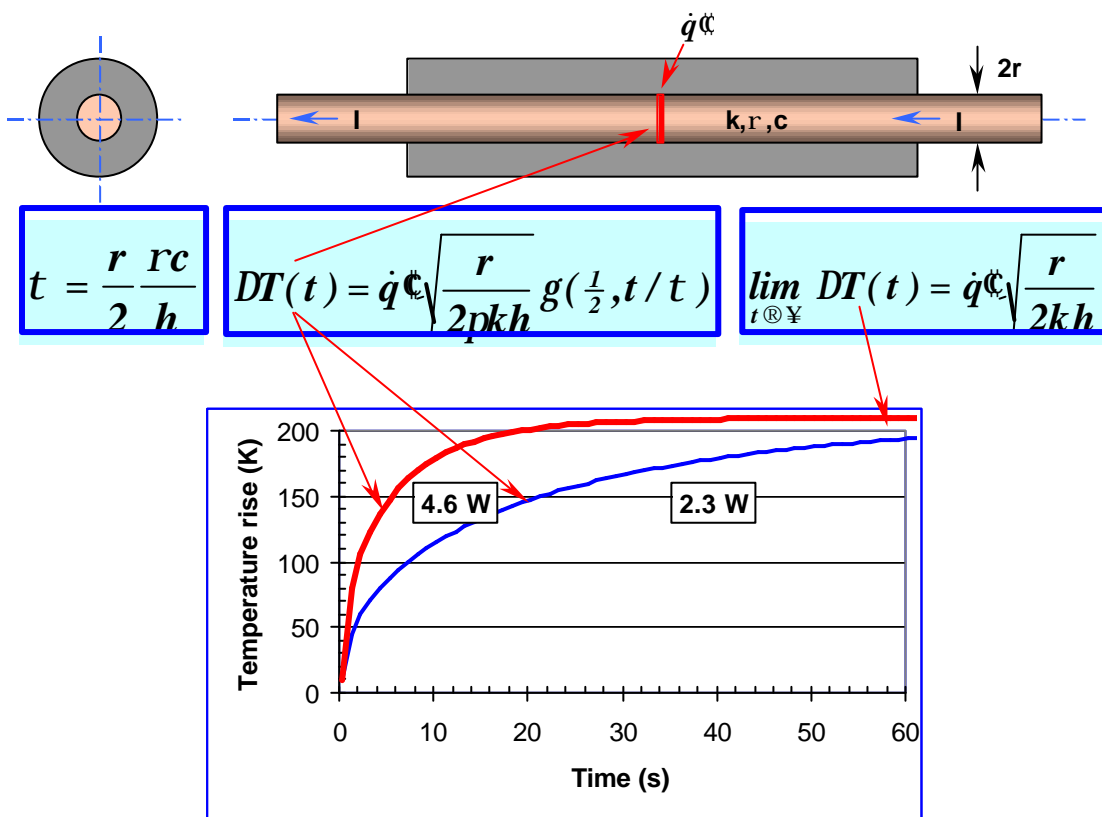 q̇₵
2r
I k,r,c I
t = r/2 rc/h
DT(t) = q̇₵√(r/2pkh) g(½,t/t)
lim t®¥ DT(t) = q̇₵√(r/2kh)
Temperature rise (K)
200
150
100
50
0
4.6 W
2.3 W
0 10 20 30 40 50 60
Time (s)